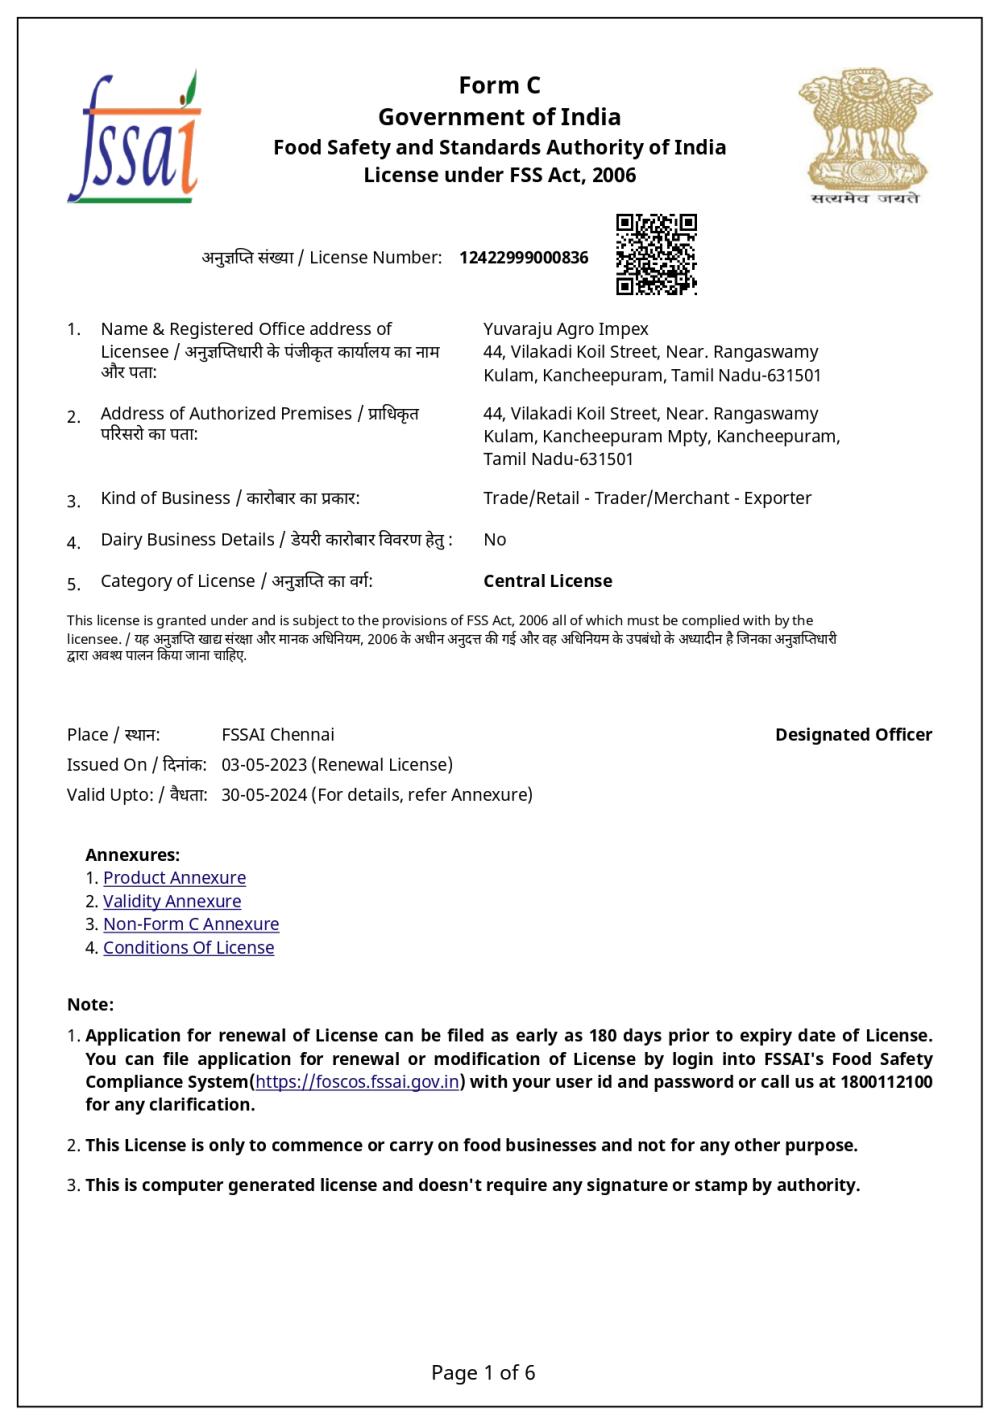 fssai
Form C
Government of India
Food Safety and Standards Authority of India
License under FSS Act, 2006
सत्यमेव जयते
अनुज्ञप्ति संख्या / License Number: 12422999000836
1. Name & Registered Office address of
Licensee / अनुज्ञप्तिधारी के पंजीकृत कार्यालय का नाम
और पता:
Yuvaraju Agro Impex
44, Vilakadi Koil Street, Near. Rangaswamy
Kulam, Kancheepuram, Tamil Nadu-631501
2. Address of Authorized Premises / प्राधिकृत
परिसरो का पता:
44, Vilakadi Koil Street, Near. Rangaswamy
Kulam, Kancheepuram Mpty, Kancheepuram,
Tamil Nadu-631501
3. Kind of Business / कारोबार का प्रकार: Trade/Retail - Trader/Merchant - Exporter
4. Dairy Business Details / डेयरी कारोबार विवरण हेतु : No
5. Category of License / अनुज्ञप्ति का वर्ग: Central License
This license is granted under and is subject to the provisions of FSS Act, 2006 all of which must be complied with by the
licensee. / यह अनुज्ञप्ति खाद्य संरक्षा और मानक अधिनियम, 2006 के अधीन अनुदत्त की गई और वह अधिनियम के उपबंधो के अध्यादीन है जिनका अनुज्ञप्तिधारी
द्वारा अवश्य पालन किया जाना चाहिए.
Place / स्थान: FSSAI Chennai Designated Officer
Issued On / दिनांक: 03-05-2023 (Renewal License)
Valid Upto: / वैधता: 30-05-2024 (For details, refer Annexure)
Annexures:
1. Product Annexure
2. Validity Annexure
3. Non-Form C Annexure
4. Conditions Of License
Note:
1. Application for renewal of License can be filed as early as 180 days prior to expiry date of License.
You can file application for renewal or modification of License by login into FSSAI's Food Safety
Compliance System(https://foscos.fssai.gov.in) with your user id and password or call us at 1800112100
for any clarification.
2. This License is only to commence or carry on food businesses and not for any other purpose.
3. This is computer generated license and doesn't require any signature or stamp by authority.
Page 1 of 6